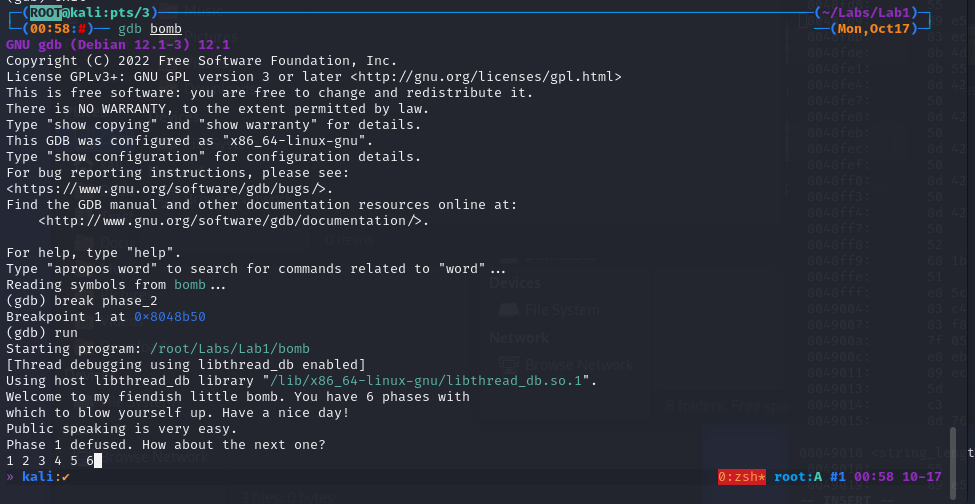 (ROOT@kali:pts/3) (~/Labs/Lab1)
(00:58:#)— gdb bomb (Mon,Oct17)
GNU gdb (Debian 12.1-3) 12.1
Copyright (C) 2022 Free Software Foundation, Inc.
License GPLv3+: GNU GPL version 3 or later <http://gnu.org/licenses/gpl.html>
This is free software: you are free to change and redistribute it.
There is NO WARRANTY, to the extent permitted by law.
Type "show copying" and "show warranty" for details.
This GDB was configured as "x86_64-linux-gnu".
Type "show configuration" for configuration details.
For bug reporting instructions, please see:
<https://www.gnu.org/software/gdb/bugs/>.
Find the GDB manual and other documentation resources online at:
    <http://www.gnu.org/software/gdb/documentation/>.

For help, type "help".
Type "apropos word" to search for commands related to "word"...
Reading symbols from bomb...
(gdb) break phase_2
Breakpoint 1 at 0x8048b50
(gdb) run
Starting program: /root/Labs/Lab1/bomb
[Thread debugging using libthread_db enabled]
Using host libthread_db library "/lib/x86_64-linux-gnu/libthread_db.so.1".
Welcome to my fiendish little bomb. You have 6 phases with
which to blow yourself up. Have a nice day!
Public speaking is very easy.
Phase 1 defused. How about the next one?
1 2 3 4 5 6
» kali:✔ 0:zsh* root:A #1 00:58 10-17
Devices
File System
Network
Browse Network
-- INSERT --